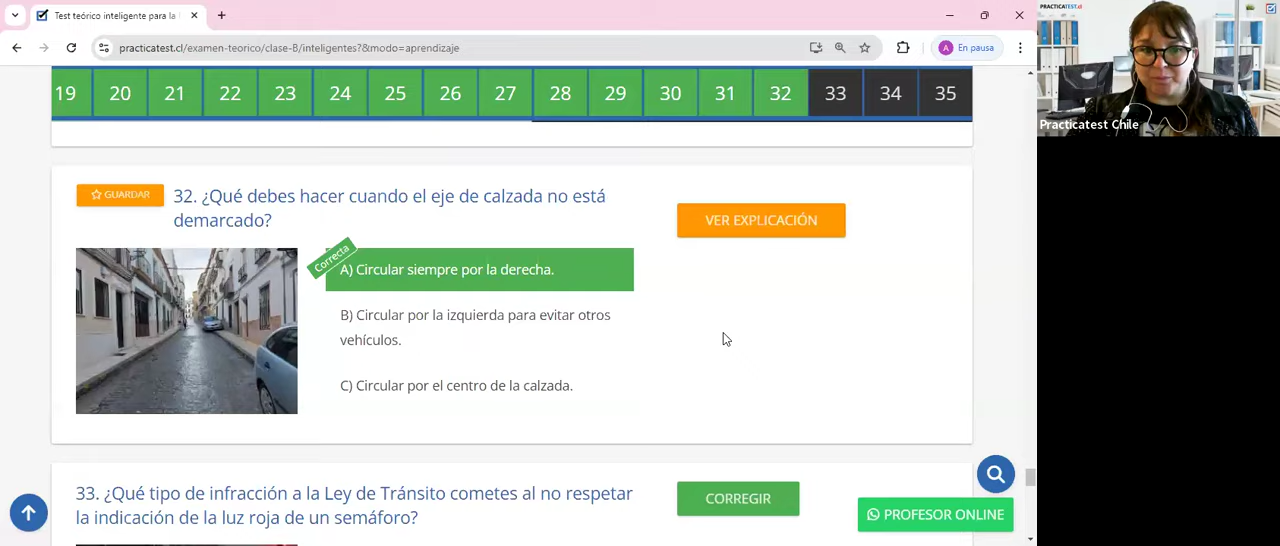 Test teórico inteligente para la
practicatest.cl/examen-teorico/clase-B/inteligentes?&modo=aprendizaje
En pausa
PRACTICATEST.cl
Practicatest Chile
19 20 21 22 23 24 25 26 27 28 29 30 31 32 33 34 35
GUARDAR
32. ¿Qué debes hacer cuando el eje de calzada no está
demarcado?
VER EXPLICACIÓN
Correcta
A) Circular siempre por la derecha.
B) Circular por la izquierda para evitar otros
vehículos.
C) Circular por el centro de la calzada.
33. ¿Qué tipo de infracción a la Ley de Tránsito cometes al no respetar
la indicación de la luz roja de un semáforo?
CORREGIR
PROFESOR ONLINE